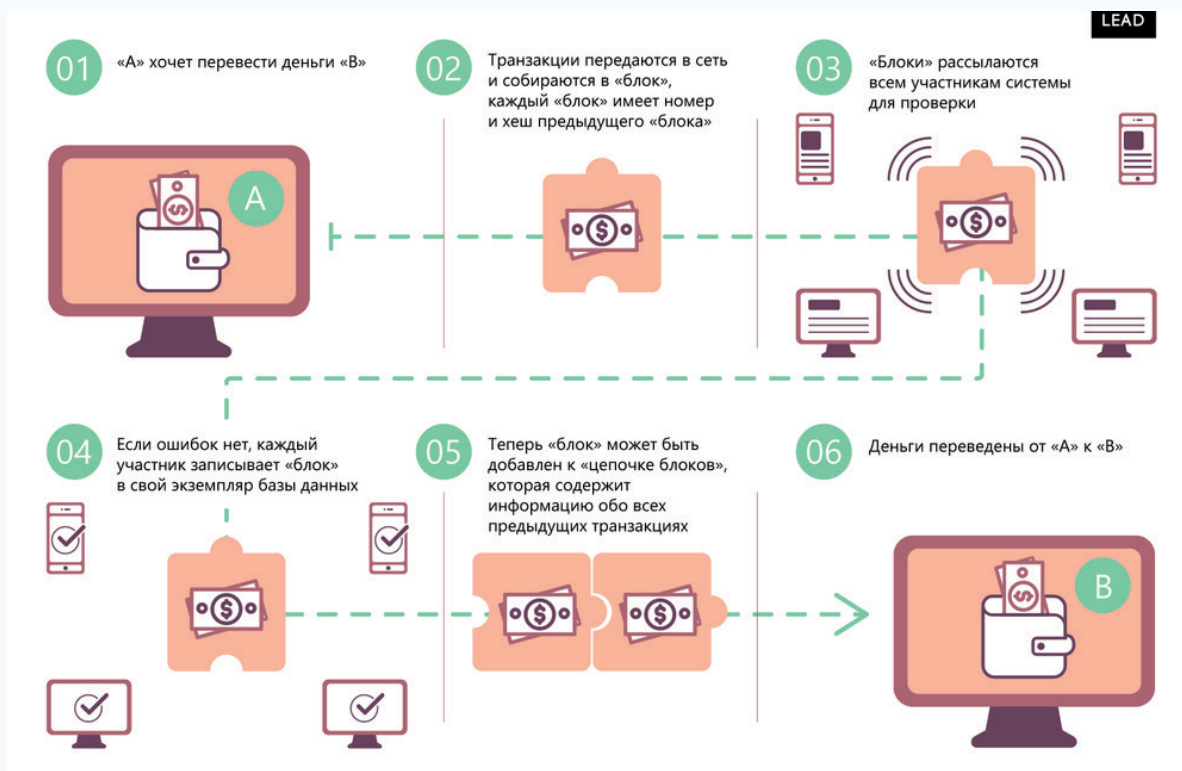 LEAD
01
«А» хочет перевести деньги «В»
02
Транзакции передаются в сеть
и собираются в «блок»,
каждый «блок» имеет номер
и хеш предыдущего «блока»
03
«Блоки» рассылаются
всем участникам системы
для проверки
A
04
Если ошибок нет, каждый
участник записывает «блок»
в свой экземпляр базы данных
05
Теперь «блок» может быть
добавлен к «цепочке блоков»,
которая содержит
информацию обо всех
предыдущих транзакциях
06
Деньги переведены от «А» к «В»
B